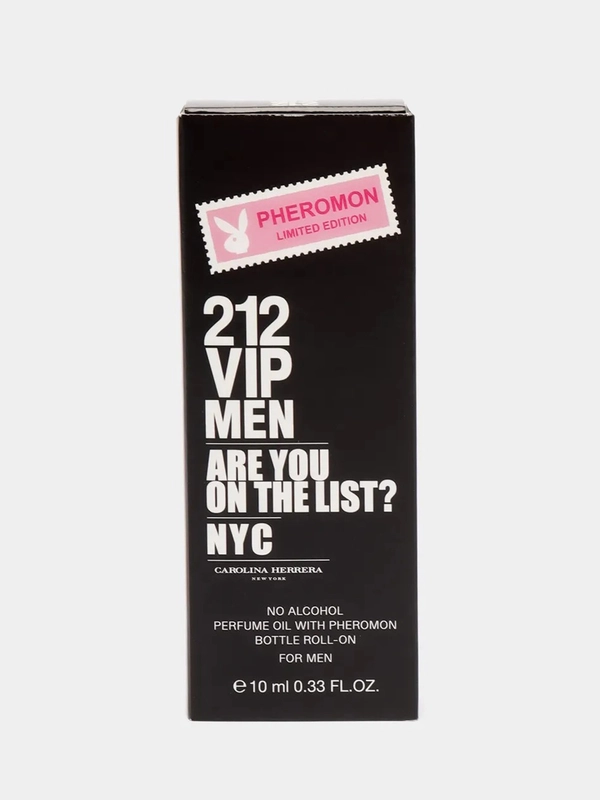 PHEROMON
LIMITED EDITION
212
VIP
MEN
ARE YOU
ON THE LIST?
NYC
CAROLINA HERRERA
NEW YORK
NO ALCOHOL
PERFUME OIL WITH PHEROMON
BOTTLE ROLL-ON
FOR MEN
℮ 10 ml 0.33 FL.OZ.